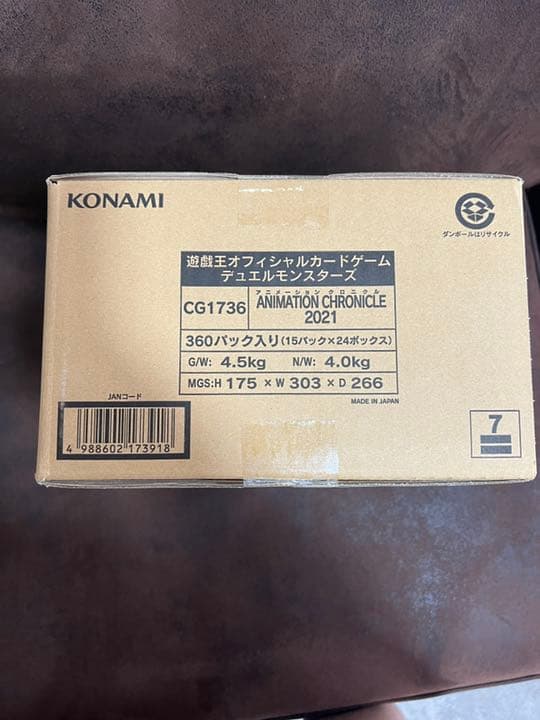 KONAMI
ダンボールはリサイクル
遊戯王オフィシャルカードゲーム
デュエルモンスターズ
CG1736
アニメーション クロニクル
ANIMATION CHRONICLE
2021
360パック入り(15パック×24ボックス)
G/W: 4.5kg N/W: 4.0kg
MGS:H 175 × W 303 × D 266
MADE IN JAPAN
JANコード
4 988602 173918
7